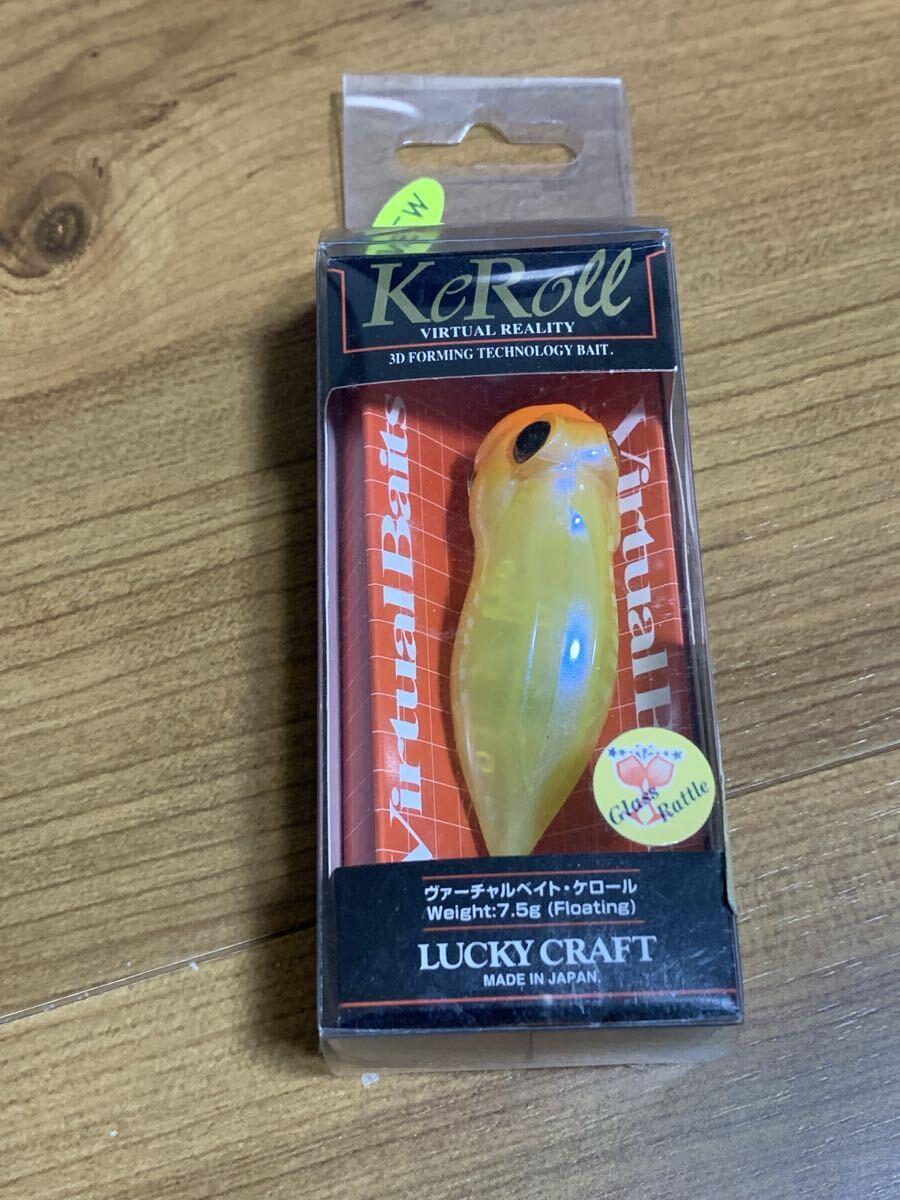 KeRoll
VIRTUAL REALITY
3D FORMING TECHNOLOGY BAIT.
Virtual Baits
Virtual
Glass Rattle
ヴァーチャルベイト・ケロール
Weight:7.5g (Floating)
LUCKY CRAFT
MADE IN JAPAN.